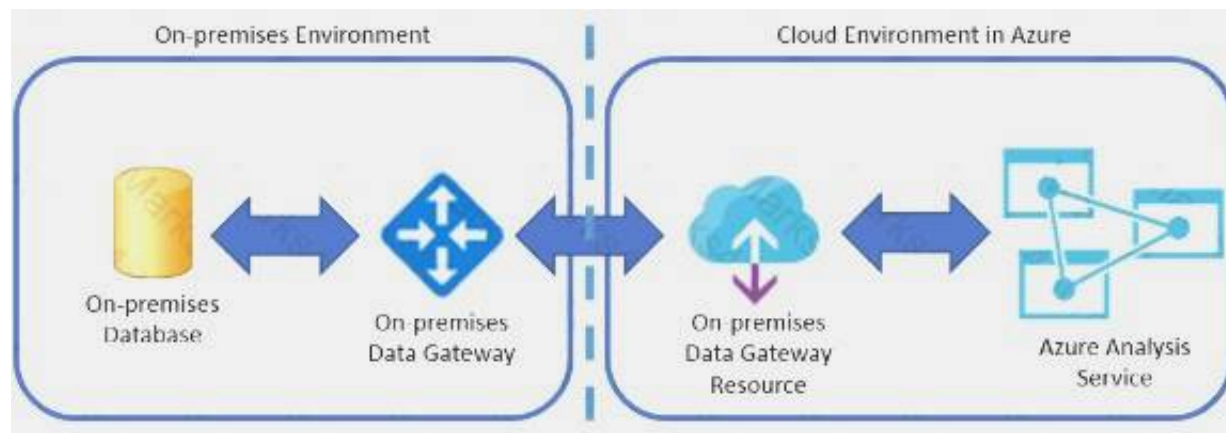 On-premises Environment
Cloud Environment in Azure
On-premises
Database
On-premises
Data Gateway
On-premises
Data Gateway
Resource
Azure Analysis
Service